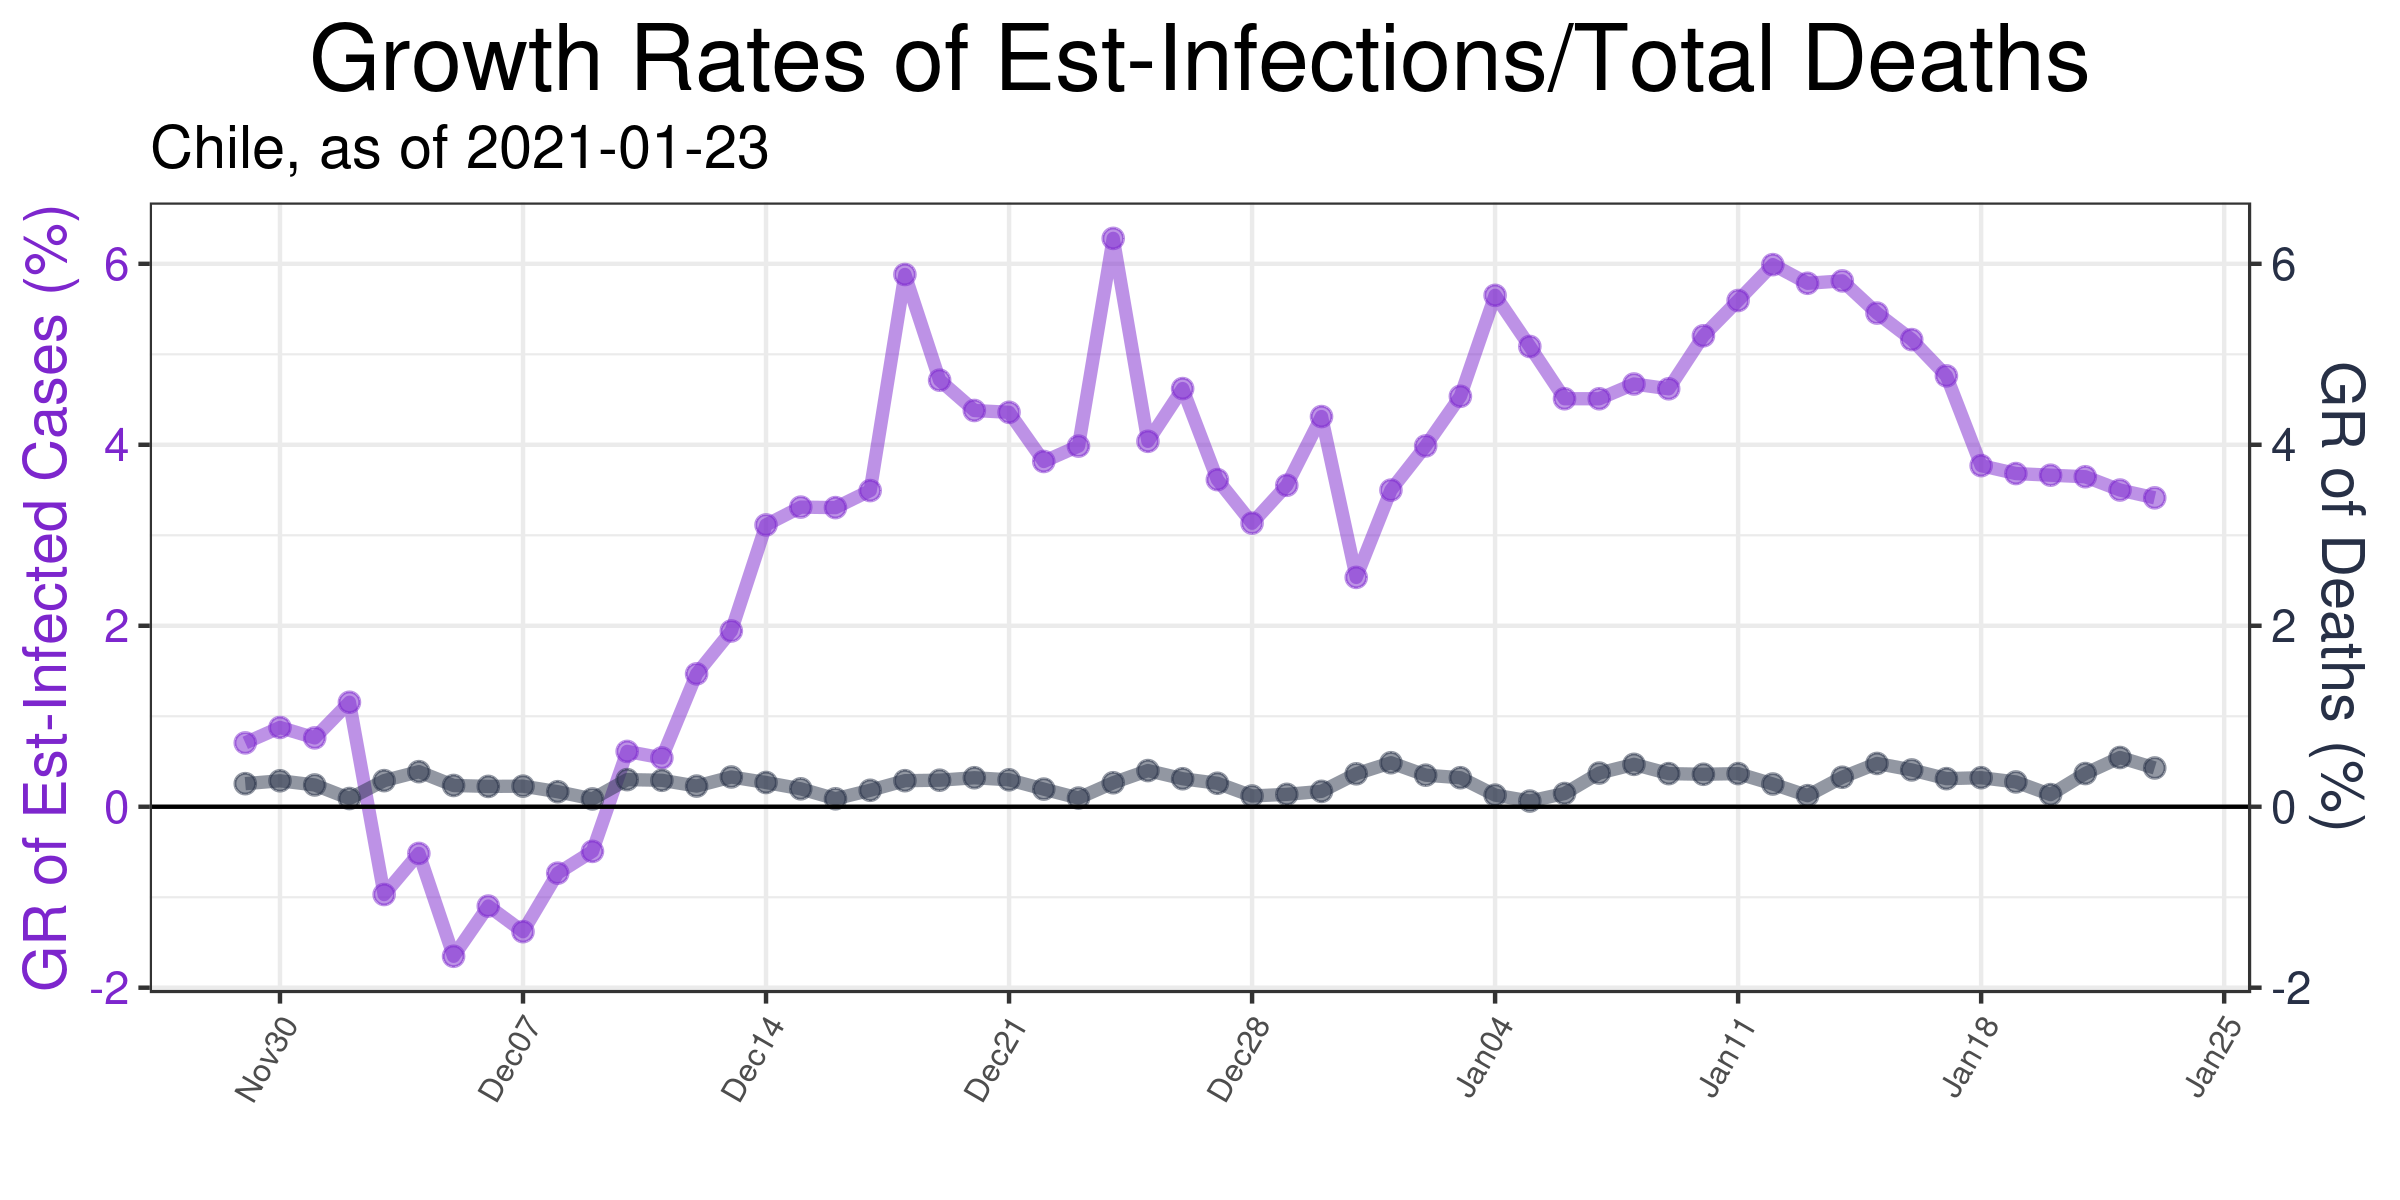 Growth Rates of Est-Infections/Total Deaths
Chile, as of 2021-01-23
GR of Est-Infected Cases (%)
6
4
2
0
-2
6
4
2
0
-2
GR of Deaths (%)
Nov30
Dec07
Dec14
Dec21
Dec28
Jan04
Jan11
Jan18
Jan25